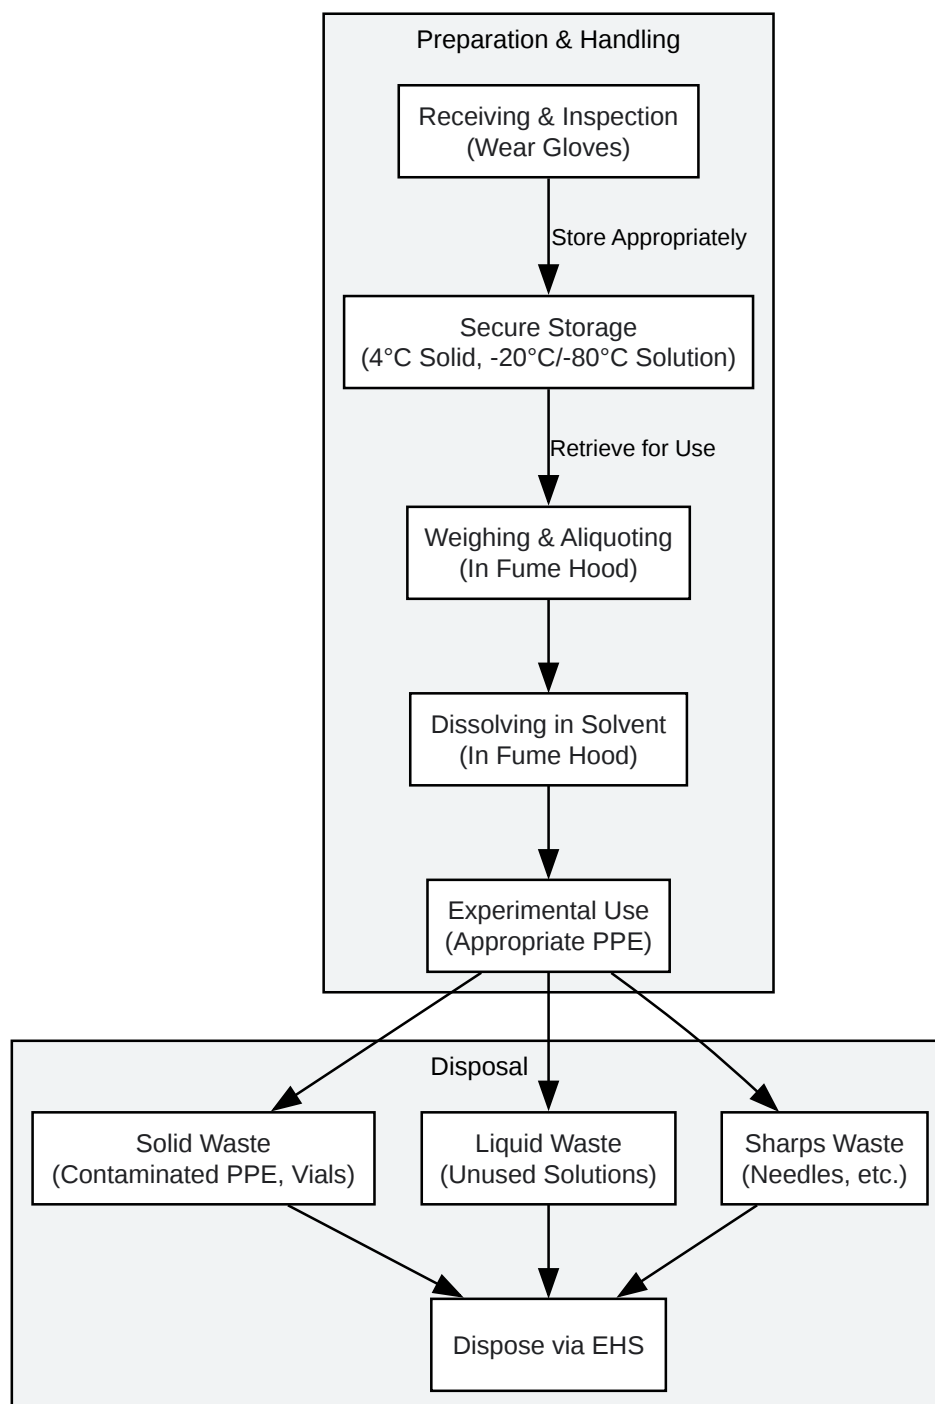 Preparation & Handling
Receiving & Inspection
(Wear Gloves)
Store Appropriately
Secure Storage
(4°C Solid, -20°C/-80°C Solution)
Retrieve for Use
Weighing & Aliquoting
(In Fume Hood)
Dissolving in Solvent
(In Fume Hood)
Experimental Use
(Appropriate PPE)
Disposal
Solid Waste
(Contaminated PPE, Vials)
Liquid Waste
(Unused Solutions)
Sharps Waste
(Needles, etc.)
Dispose via EHS